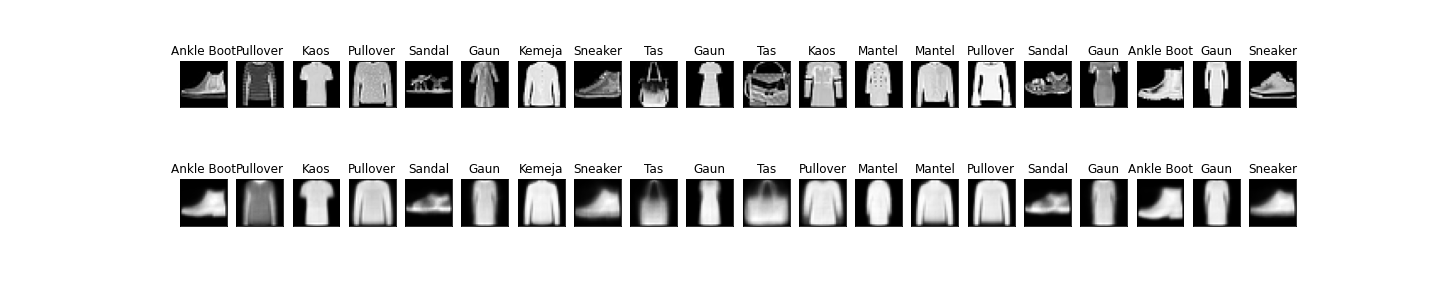 Ankle Boot Pullover Kaos Pullover Sandal Gaun Kemeja Sneaker Tas Gaun Tas Kaos Mantel Mantel Pullover Sandal Gaun Ankle Boot Gaun Sneaker
Ankle Boot Pullover Kaos Pullover Sandal Gaun Kemeja Sneaker Tas Gaun Tas Pullover Mantel Mantel Pullover Sandal Gaun Ankle Boot Gaun Sneaker